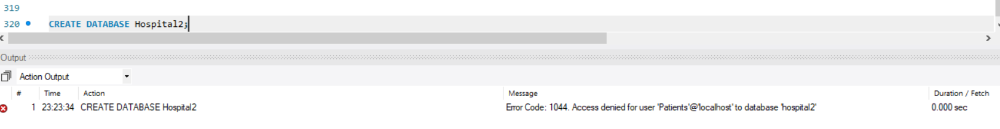 319
320 CREATE DATABASE Hospital2;
Output
Action Output
# Time Action Message Duration / Fetch
1 23:23:34 CREATE DATABASE Hospital2 Error Code: 1044. Access denied for user 'Patients'@'localhost' to database 'hospital2' 0.000 sec